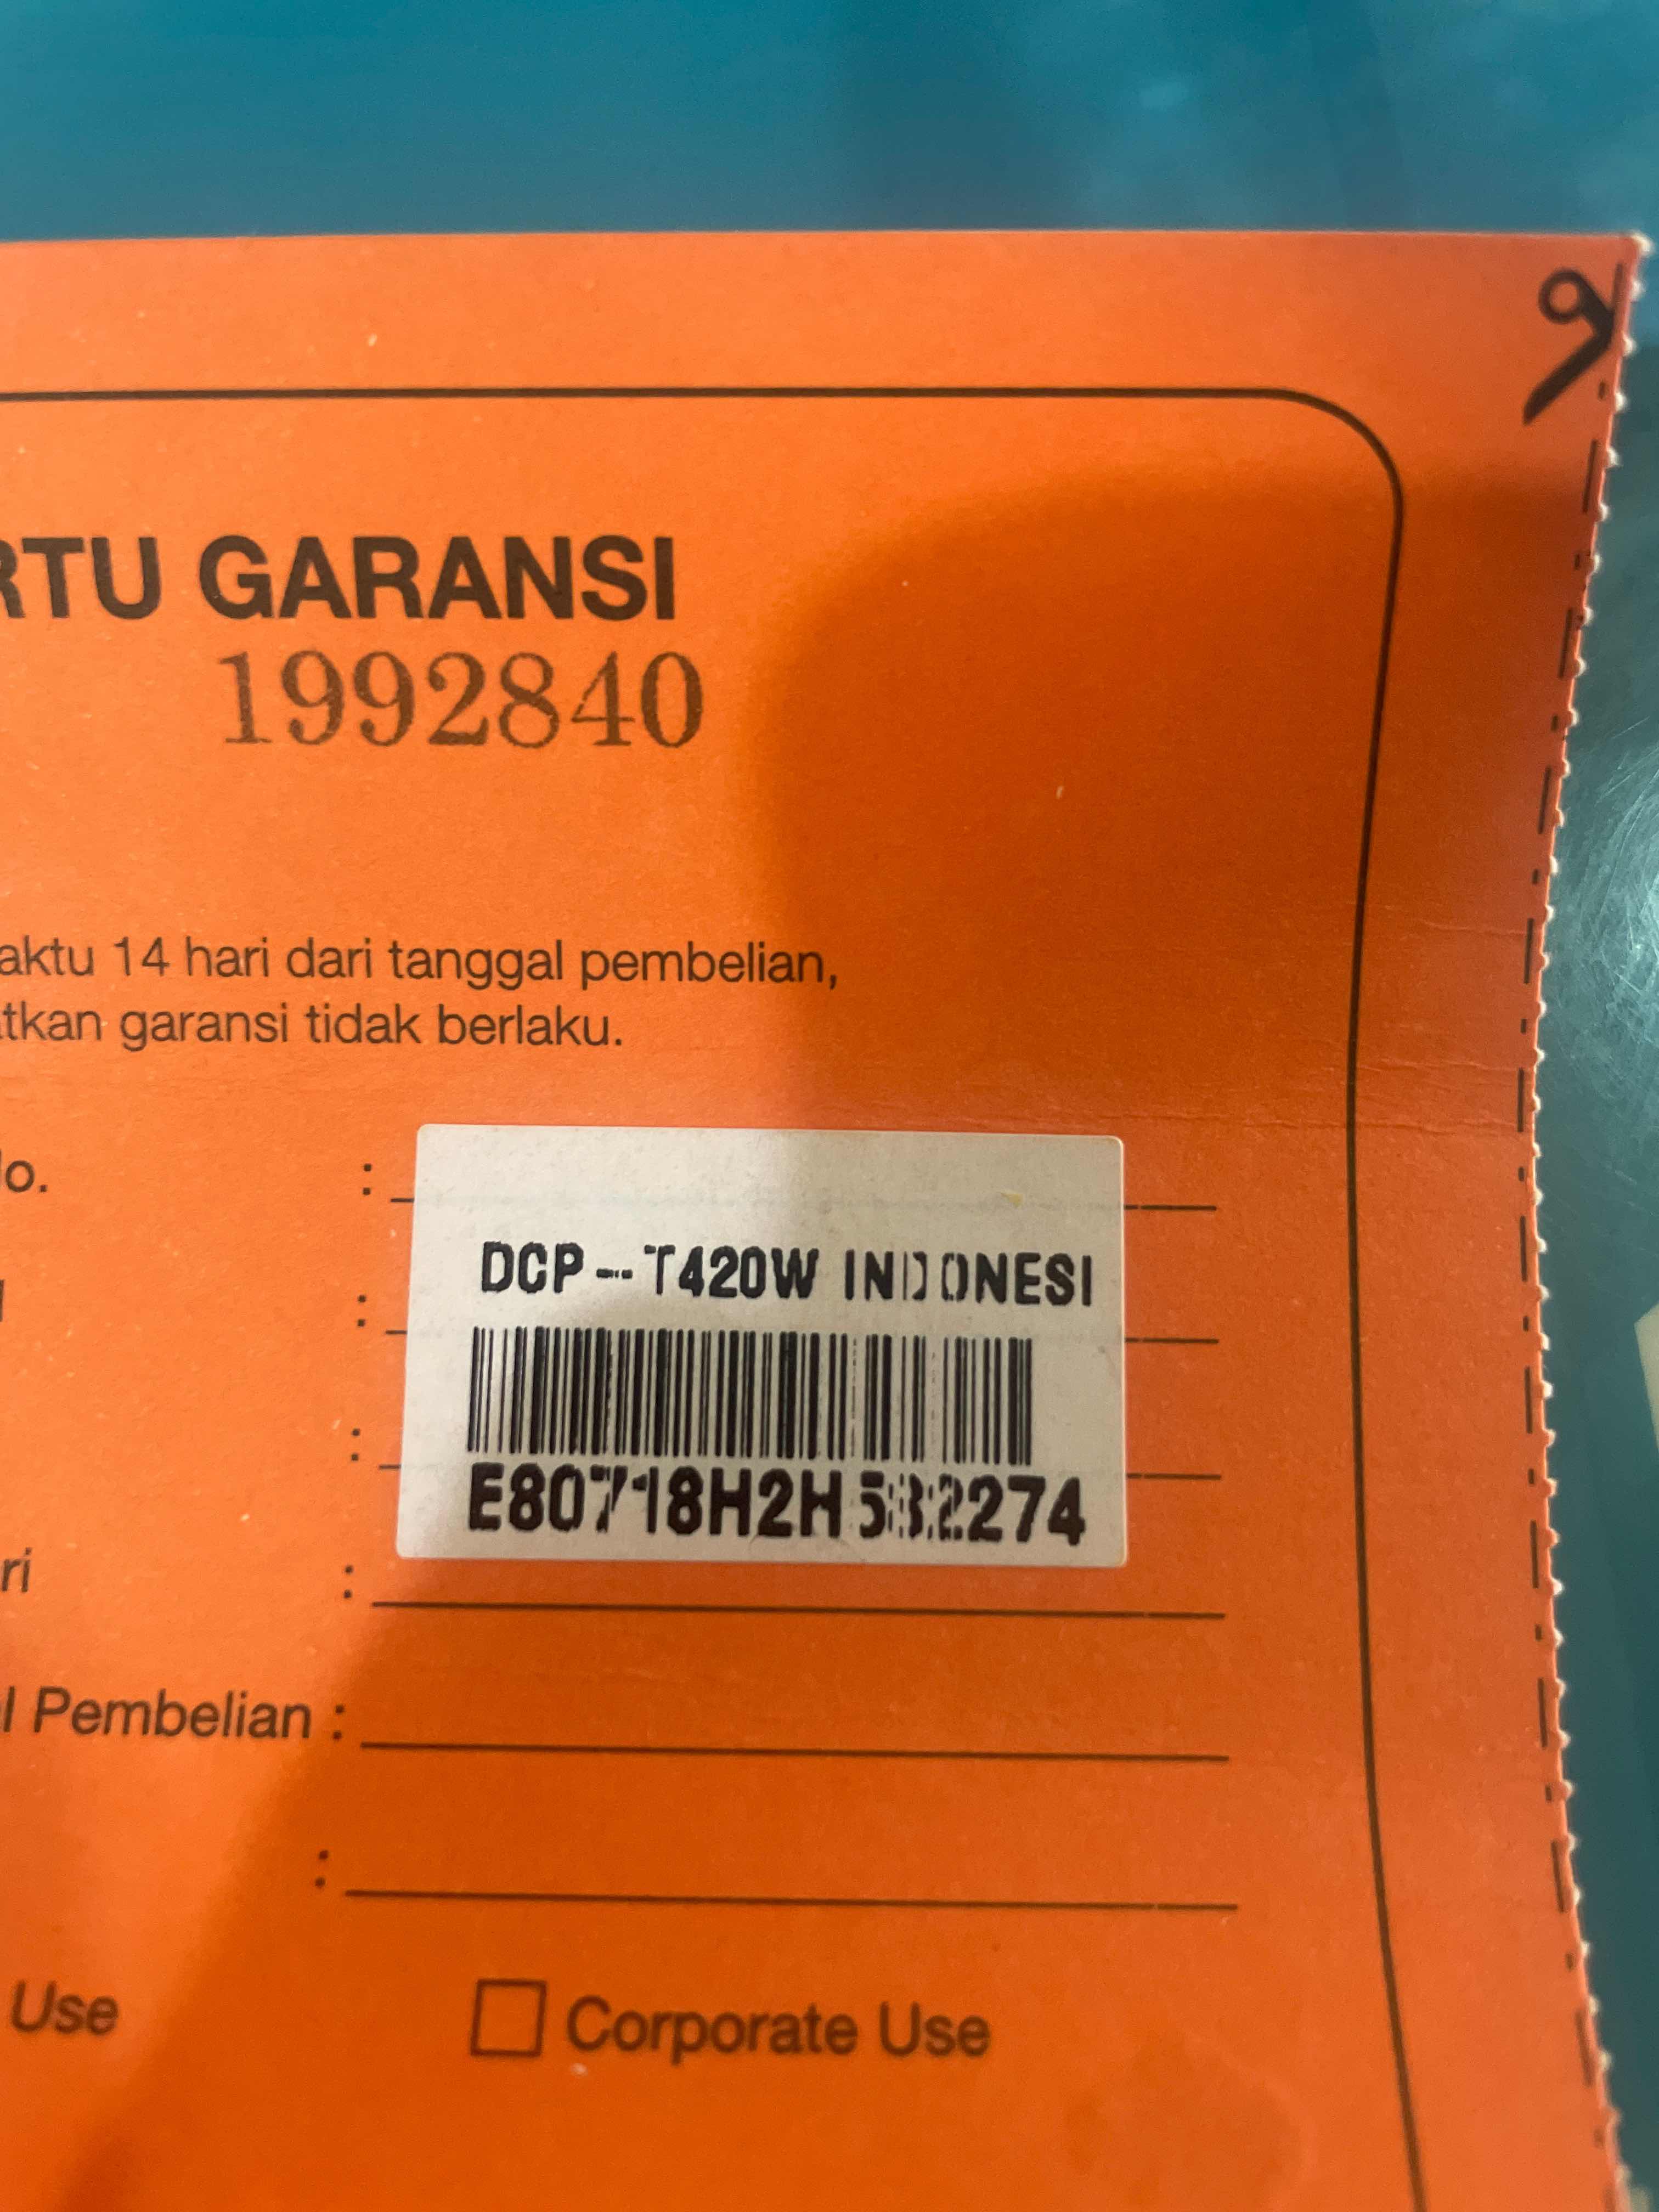 RTU GARANSI
1992840
aktu 14 hari dari tanggal pembelian,
tkan garansi tidak berlaku.
o. :
:
DCP-T420W INDONESI
:
ri :
l Pembelian :
:
Use
Corporate Use